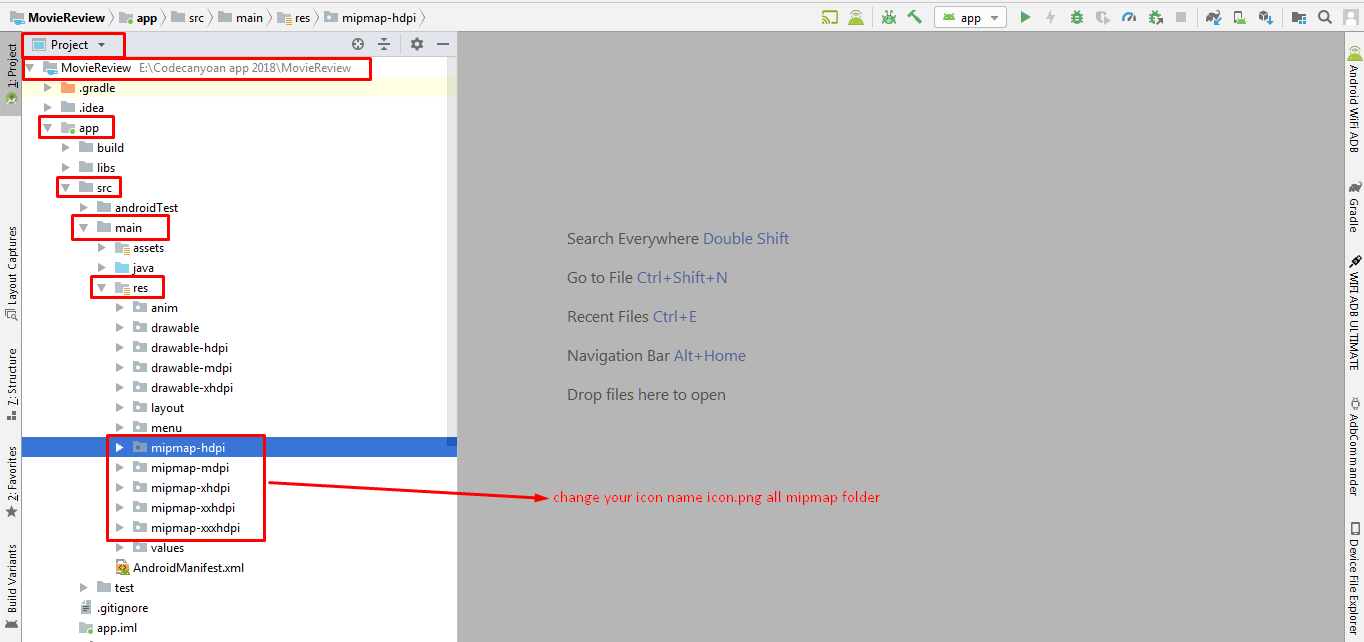 MovieReview app src main res mipmap-hdpi
app
Project
1: Project
MovieReview E:\Codecanyoan app 2018\MovieReview
.gradle
.idea
app
build
libs
src
androidTest
main
assets
java
res
anim
drawable
drawable-hdpi
drawable-mdpi
drawable-xhdpi
layout
menu
mipmap-hdpi
mipmap-mdpi
mipmap-xhdpi
mipmap-xxhdpi
mipmap-xxxhdpi
values
AndroidManifest.xml
test
.gitignore
app.iml
Layout Captures
7: Structure
2: Favorites
Build Variants
Search Everywhere Double Shift
Go to File Ctrl+Shift+N
Recent Files Ctrl+E
Navigation Bar Alt+Home
Drop files here to open
change your icon name icon.png all mipmap folder
Android WiFi ADB
Gradle
WIFI ADB ULTIMATE
AdbCommander
Device File Explorer